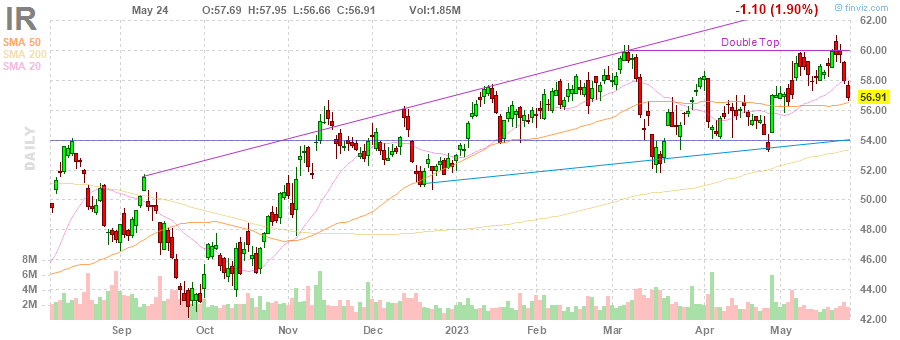 IR May 24 O:57.69 H:57.95 L:56.66 C:56.91 Vol:1.85M -1.10 (1.90%) © finviz.com
SMA 50
SMA 200
SMA 20
DAILY
Double Top
62.00
60.00
58.00
56.91
56.00
54.00
52.00
50.00
48.00
46.00
44.00
42.00
8M
6M
4M
2M
Sep Oct Nov Dec 2023 Feb Mar Apr May